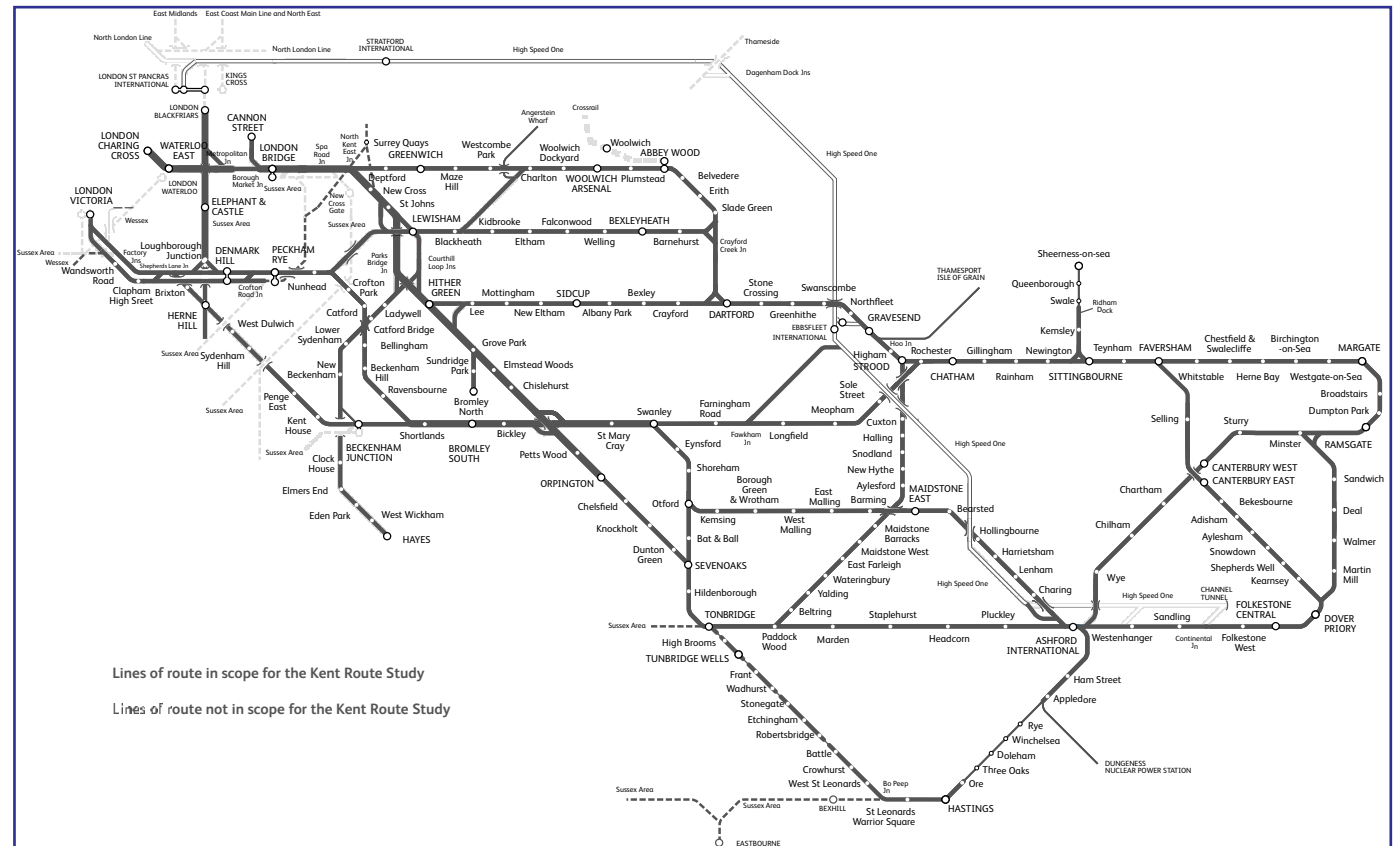 East Midlands
East Coast Main Line and North East
North London Line
North London Line
STRATFORD
INTERNATIONAL
High Speed One
Thameside
Dagenham Dock Jns
LONDON ST PANCRAS
INTERNATIONAL
KINGS
CROSS
LONDON
BLACKFRIARS
CANNON
STREET
LONDON
CHARING
CROSS
WATERLOO
EAST
Metropolitan
Jn
LONDON
BRIDGE
Spa
Road
Jn
North
Kent
East
Jn
Surrey Quays
GREENWICH
Westcombe
Park
Angerstein
Wharf
Crossrail
Woolwich
Dockyard
Woolwich
ABBEY WOOD
High Speed One
LONDON
WATERLOO
Borough
Market Jn
Sussex Area
Deptford
Maze
Hill
Charlton
WOOLWICH
ARSENAL
Plumstead
Belvedere
Erith
Slade Green
LONDON
VICTORIA
Wessex
ELEPHANT &
CASTLE
Sussex Area
New
Cross
Gate
New Cross
St Johns
Sussex Area
LEWISHAM
Kidbrooke
Falconwood
BEXLEYHEATH
Blackheath
Eltham
Welling
Barnehurst
Crayford
Creek Jn
Sussex Area
Wessex
Factory
Jns
Wandsworth
Road
Loughborough
Junction
Shepherds Lane Jn
DENMARK
HILL
PECKHAM
RYE
Parks
Bridge
Jn
Courthill
Loop Jns
Clapham
High Sreet
Brixton
Crofton
Road Jn
Nunhead
Crofton
Park
HITHER
GREEN
Mottingham
SIDCUP
Bexley
Stone
Crossing
Swanscombe
Northfleet
GRAVESEND
THAMESPORT
ISLE OF GRAIN
Sheerness-on-sea
Queenborough
Swale
Ridham
Dock
HERNE
HILL
Catford
Ladywell
Lee
New Eltham
Albany Park
Crayford
DARTFORD
Greenhithe
EBBSFLEET
INTERNATIONAL
Hoo Jn
Kemsley
West Dulwich
Lower
Sydenham
Catford Bridge
Bellingham
Grove Park
Sussex Area
Sydenham
Hill
New
Beckenham
Beckenham
Hill
Sundridge
Park
Elmstead Woods
Higham
STROOD
Rochester
Gillingham
Newington
Teynham
FAVERSHAM
Chestfield &
Swalecliffe
Birchington
-on-Sea
MARGATE
CHATHAM
Rainham
SITTINGBOURNE
Whitstable
Herne Bay
Westgate-on-Sea
Penge
East
Ravensbourne
Chislehurst
Sole
Street
Broadstairs
Sussex Area
Kent
House
Bromley
North
Swanley
Farningham
Road
Meopham
Cuxton
Dumpton Park
Selling
Sturry
Sussex Area
BECKENHAM
JUNCTION
Shortlands
BROMLEY
SOUTH
Bickley
St Mary
Cray
Fawkham
Jn
Longfield
Halling
High Speed One
Minster
RAMSGATE
Clock
House
Petts Wood
Eynsford
Snodland
Shoreham
New Hythe
CANTERBURY WEST
CANTERBURY EAST
Sandwich
Elmers End
ORPINGTON
Borough
Green
& Wrotham
East
Malling
Aylesford
Barming
MAIDSTONE
EAST
Chartham
Bekesbourne
Eden Park
West Wickham
Chelsfield
Otford
Kemsing
West
Malling
Bearsted
Deal
HAYES
Knockholt
Bat & Ball
Maidstone
Barracks
Hollingbourne
Chilham
Adisham
Aylesham
Walmer
Dunton
Green
Maidstone West
Harrietsham
Snowdown
SEVENOAKS
East Farleigh
Lenham
Shepherds Well
Martin
Mill
Wateringbury
High Speed One
Charing
Wye
Kearnsey
Hildenborough
Yalding
High Speed One
CHANNEL
TUNNEL
Sussex Area
TONBRIDGE
Beltring
Staplehurst
Pluckley
Sandling
FOLKESTONE
CENTRAL
DOVER
PRIORY
High Brooms
Paddock
Wood
Marden
Headcorn
ASHFORD
INTERNATIONAL
Westenhanger
Continental
Jn
Folkestone
West
TUNBRIDGE WELLS
Lines of route in scope for the Kent Route Study
Frant
Ham Street
Wadhurst
Appledore
Lines of route not in scope for the Kent Route Study
Stonegate
Etchingham
Rye
Robertsbridge
Winchelsea
Battle
Doleham
DUNGENESS
NUCLEAR POWER STATION
Crowhurst
Three Oaks
West St Leonards
Bo Peep
Jn
Ore
Sussex Area
Sussex Area
BEXHILL
St Leonards
Warrior Square
HASTINGS
EASTBOURNE